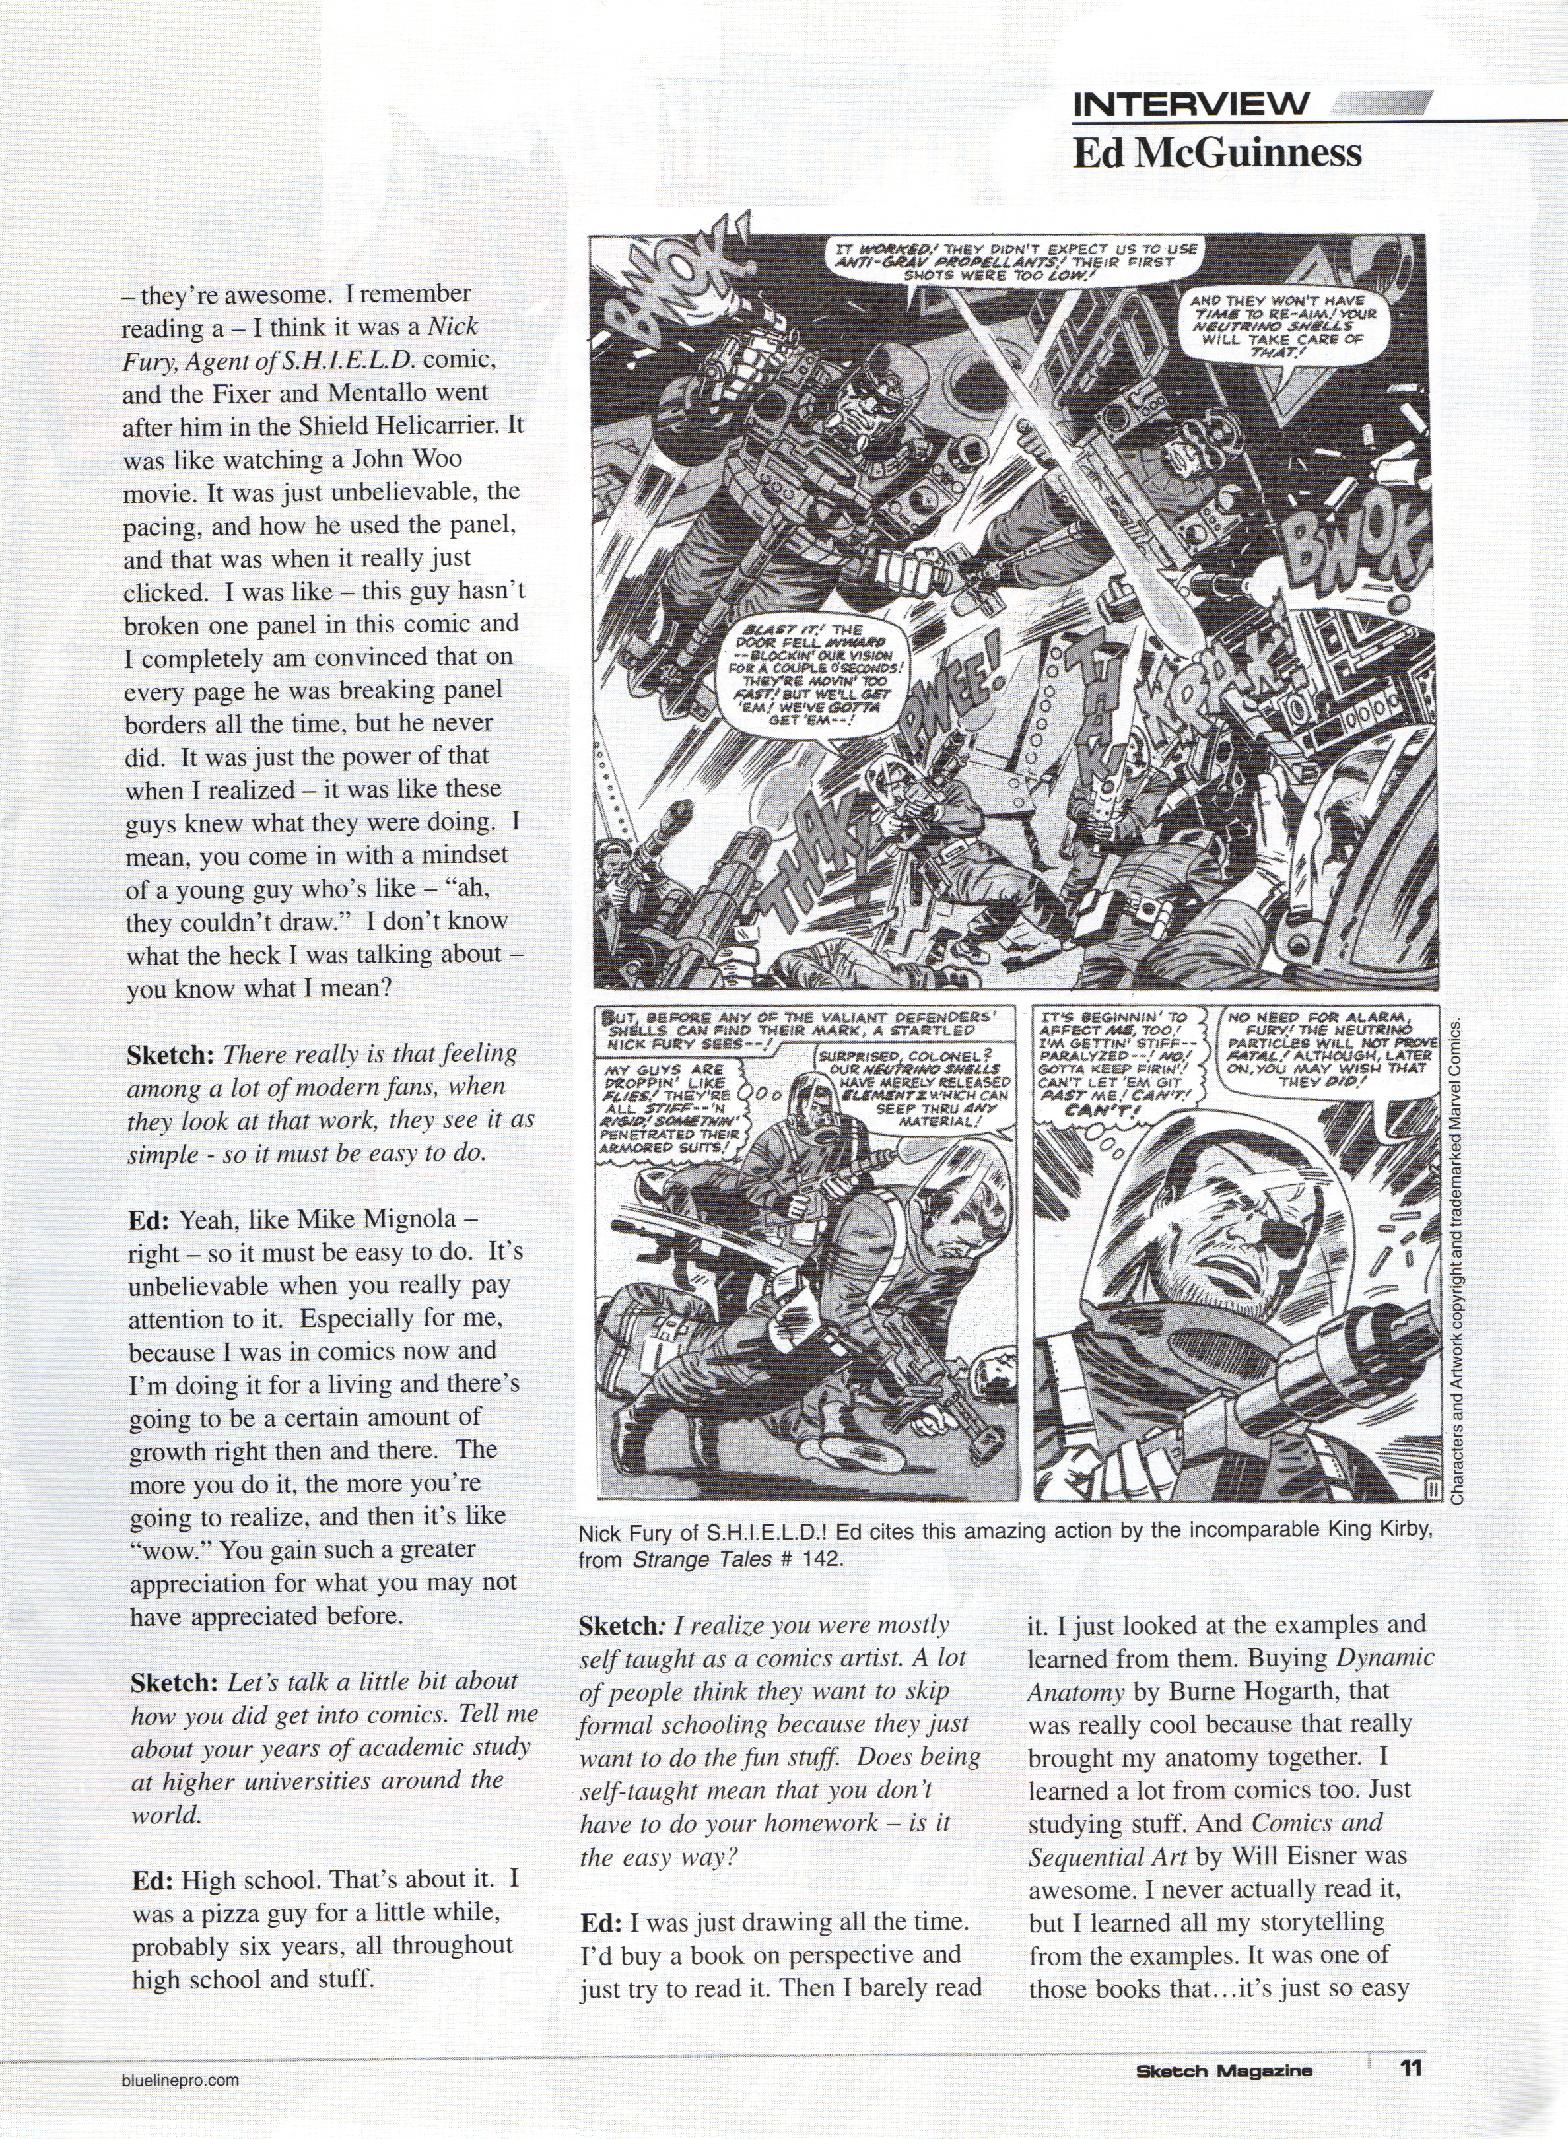 INTERVIEW
Ed McGuinness
– they're awesome.  I remember
reading a – I think it was a Nick
Fury, Agent of S.H.I.E.L.D. comic,
and the Fixer and Mentallo went
after him in the Shield Helicarrier. It
was like watching a John Woo
movie. It was just unbelievable, the
pacing, and how he used the panel,
and that was when it really just
clicked.  I was like – this guy hasn't
broken one panel in this comic and
I completely am convinced that on
every page he was breaking panel
borders all the time, but he never
did.  It was just the power of that
when I realized – it was like these
guys knew what they were doing.  I
mean, you come in with a mindset
of a young guy who's like – “ah,
they couldn't draw.”  I don't know
what the heck I was talking about –
you know what I mean?
Sketch: There really is that feeling
among a lot of modern fans, when
they look at that work, they see it as
simple - so it must be easy to do.
Ed: Yeah, like Mike Mignola –
right – so it must be easy to do.  It's
unbelievable when you really pay
attention to it.  Especially for me,
because I was in comics now and
I'm doing it for a living and there's
going to be a certain amount of
growth right then and there.  The
more you do it, the more you're
going to realize, and then it's like
“wow.” You gain such a greater
appreciation for what you may not
have appreciated before.
Sketch: Let's talk a little bit about
how you did get into comics. Tell me
about your years of academic study
at higher universities around the
world.
Ed: High school. That's about it.  I
was a pizza guy for a little while,
probably six years, all throughout
high school and stuff.
BWOK!
IT WORKED! THEY DIDN'T EXPECT US TO USE
ANTI-GRAV PROPELLANTS! THEIR FIRST
SHOTS WERE TOO LOW!
AND THEY WON'T HAVE
TIME TO RE-AIM! YOUR
NEUTRINO SHELLS
WILL TAKE CARE OF
THAT!
BWOK!
BLAST IT! THE
DOOR FELL INWARD
--BLOCKIN' OUR VISION
FOR A COUPLE O'SECONDS!
THEY'RE MOVIN' TOO
FAST! BUT WE'LL GET
'EM! WE'VE GOTTA
GET 'EM--!
PWEE!
THAK!
WRORK!
THAK!
BUT, BEFORE ANY OF THE VALIANT DEFENDERS'
SHELLS CAN FIND THEIR MARK, A STARTLED
NICK FURY SEES--!
MY GUYS ARE
DROPPIN' LIKE
FLIES! THEY'RE
ALL STIFF--'N
RIGID! SOMETHIN'
PENETRATED THEIR
ARMORED SUITS!
SURPRISED, COLONEL?
OUR NEUTRINO SHELLS
HAVE MERELY RELEASED
ELEMENT Z WHICH CAN
SEEP THRU ANY
MATERIAL!
IT'S BEGINNIN' TO
AFFECT ME, TOO!
I'M GETTIN' STIFF--
PARALYZED--! NO!
GOTTA KEEP FIRIN'!
CAN'T LET 'EM GIT
PAST ME! CAN'T!
CAN'T!
NO NEED FOR ALARM,
FURY! THE NEUTRINO
PARTICLES WILL NOT PROVE
FATAL! ALTHOUGH, LATER
ON, YOU MAY WISH THAT
THEY DID!
11
Characters and Artwork copyright and trademarked Marvel Comics.
Nick Fury of S.H.I.E.L.D.! Ed cites this amazing action by the incomparable King Kirby,
from Strange Tales # 142.
Sketch: I realize you were mostly
self taught as a comics artist. A lot
of people think they want to skip
formal schooling because they just
want to do the fun stuff.  Does being
self-taught mean that you don't
have to do your homework – is it
the easy way?
Ed: I was just drawing all the time.
I'd buy a book on perspective and
just try to read it. Then I barely read
it. I just looked at the examples and
learned from them. Buying Dynamic
Anatomy by Burne Hogarth, that
was really cool because that really
brought my anatomy together.  I
learned a lot from comics too. Just
studying stuff. And Comics and
Sequential Art by Will Eisner was
awesome. I never actually read it,
but I learned all my storytelling
from the examples. It was one of
those books that…it's just so easy
bluelinepro.com
Sketch Magazine
11